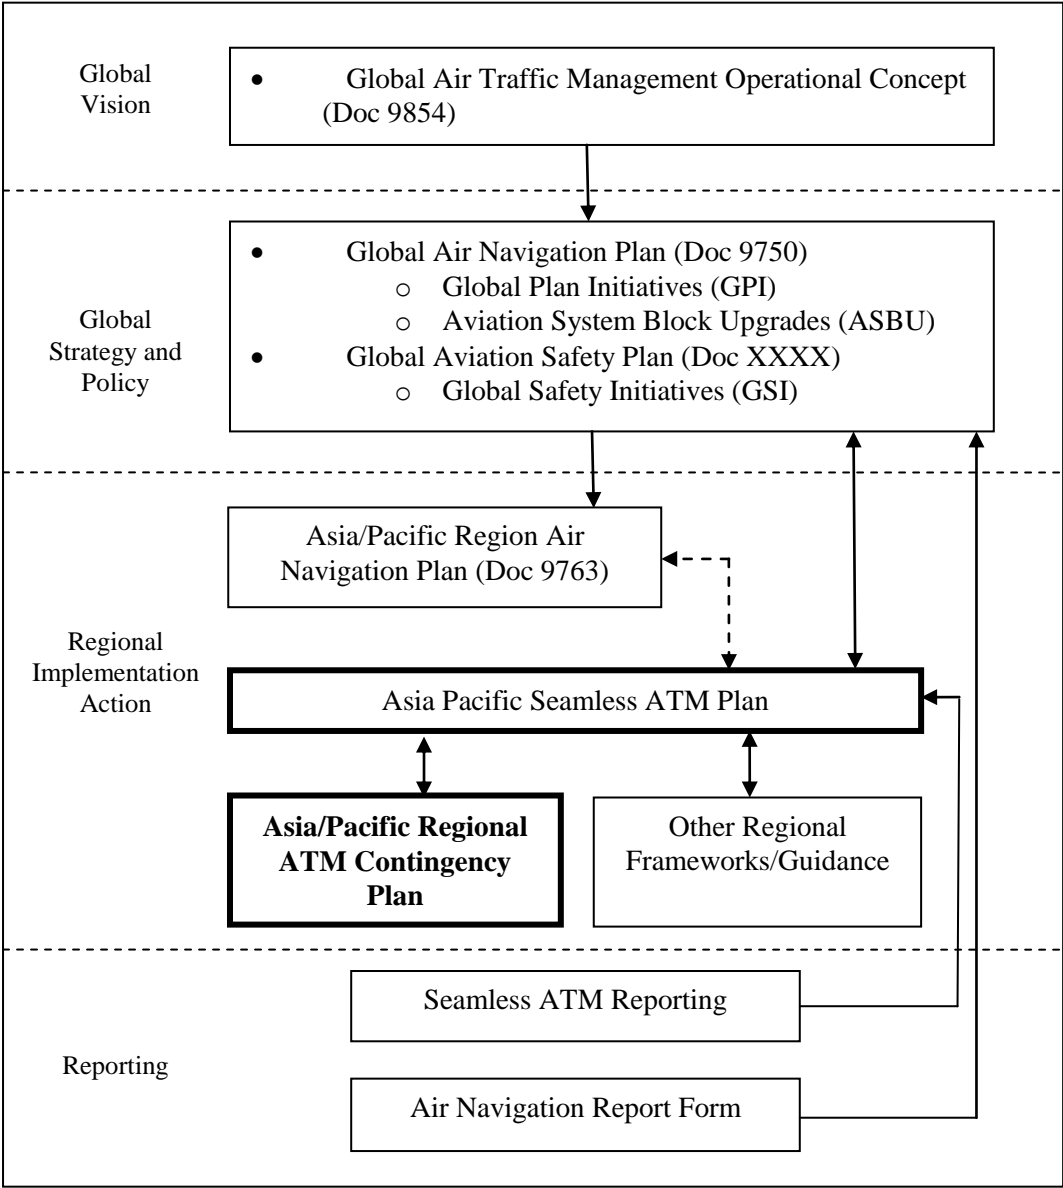 Global
Vision
• Global Air Traffic Management Operational Concept
(Doc 9854)
Global
Strategy and
Policy
• Global Air Navigation Plan (Doc 9750)
o Global Plan Initiatives (GPI)
o Aviation System Block Upgrades (ASBU)
• Global Aviation Safety Plan (Doc XXXX)
o Global Safety Initiatives (GSI)
Regional
Implementation
Action
Asia/Pacific Region Air
Navigation Plan (Doc 9763)
Asia Pacific Seamless ATM Plan
Asia/Pacific Regional
ATM Contingency
Plan
Other Regional
Frameworks/Guidance
Reporting
Seamless ATM Reporting
Air Navigation Report Form